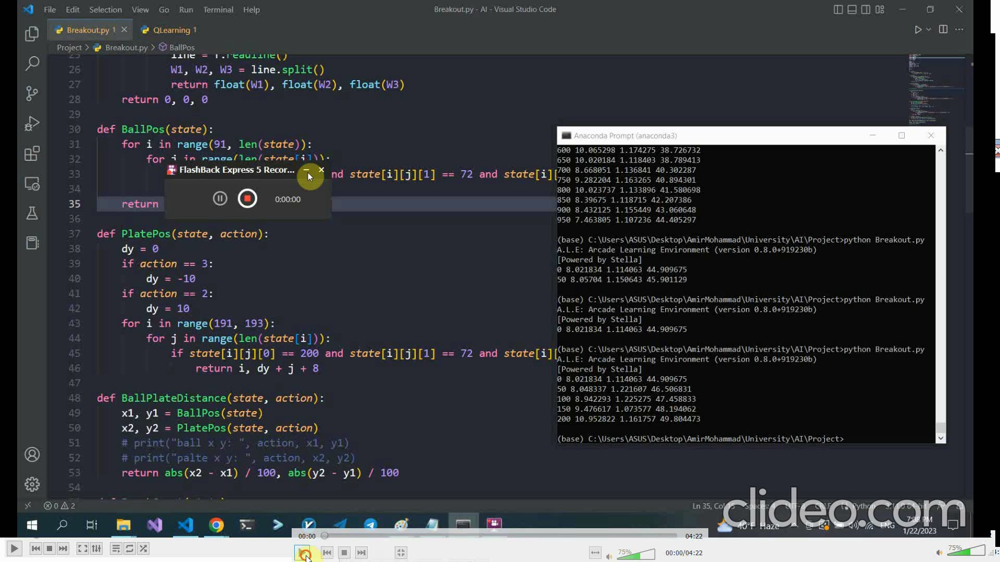 File Edit Selection View Go Run Terminal Help
Breakout.py - AI - Visual Studio Code
Breakout.py 1
QLearning 1
Project > Breakout.py > BallPos
25 line = f.readline()
26 W1, W2, W3 = line.split()
27 return float(W1), float(W2), float(W3)
28 return 0, 0, 0
29
30 def BallPos(state):
31 for i in range(91, len(state)):
32 for j in range(len(state[i])):
33 nd state[i][j][1] == 72 and state[i][
34
35 return
36
37 def PlatePos(state, action):
38 dy = 0
39 if action == 3:
40 dy = -10
41 if action == 2:
42 dy = 10
43 for i in range(191, 193):
44 for j in range(len(state[i])):
45 if state[i][j][0] == 200 and state[i][j][1] == 72 and state[i][
46 return i, dy + j + 8
47
48 def BallPlateDistance(state, action):
49 x1, y1 = BallPos(state)
50 x2, y2 = PlatePos(state, action)
51 # print("ball x y: ", action, x1, y1)
52 # print("palte x y: ", action, x2, y2)
53 return abs(x2 - x1) / 100, abs(y2 - y1) / 100
54
FlashBack Express 5 Recor...
0:00:00
Anaconda Prompt (anaconda3)
600 10.065298 1.174275 38.726732
650 10.020184 1.118403 38.789413
700 8.668051 1.136841 40.302287
750 9.282204 1.163265 40.894301
800 10.023737 1.133896 41.580698
850 8.39675 1.118715 42.207386
900 8.432125 1.155449 43.060648
950 7.463805 1.107236 44.405297
(base) C:\Users\ASUS\Desktop\AmirMohammad\University\AI\Project>python Breakout.py
A.L.E: Arcade Learning Environment (version 0.8.0+919230b)
[Powered by Stella]
0 8.021834 1.114063 44.909675
50 8.05704 1.150643 45.901129
(base) C:\Users\ASUS\Desktop\AmirMohammad\University\AI\Project>python Breakout.py
A.L.E: Arcade Learning Environment (version 0.8.0+919230b)
[Powered by Stella]
0 8.021834 1.114063 44.909675
(base) C:\Users\ASUS\Desktop\AmirMohammad\University\AI\Project>python Breakout.py
A.L.E: Arcade Learning Environment (version 0.8.0+919230b)
[Powered by Stella]
0 8.021834 1.114063 44.909675
50 8.048337 1.221607 46.506831
100 8.942293 1.225275 47.458833
150 9.476617 1.073577 48.194062
200 10.952822 1.161757 49.804473
(base) C:\Users\ASUS\Desktop\AmirMohammad\University\AI\Project>
0 2
Ln 35, Col 15 Spaces: 4 UTF-8 CRLF Python 3.11.0 64-bit
clideo.com
40°F Haze ENG 7:08 PM
1/22/2023
00:00 04:22
75% 00:00/04:22
75%